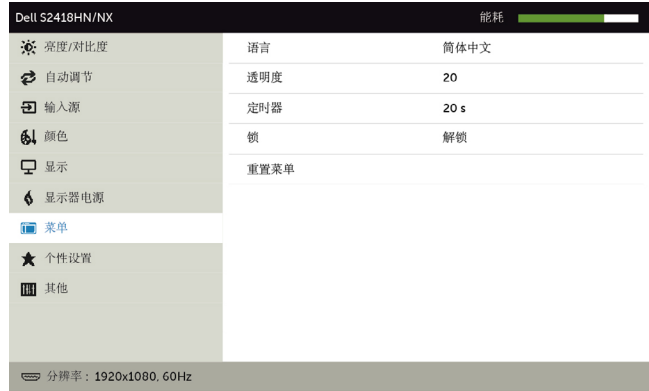 Dell S2418HN/NX 能耗
亮度/对比度
自动调节
输入源
颜色
显示
显示器电源
菜单
个性设置
其他
语言 简体中文
透明度 20
定时器 20 s
锁 解锁
重置菜单
分辨率：1920x1080, 60Hz